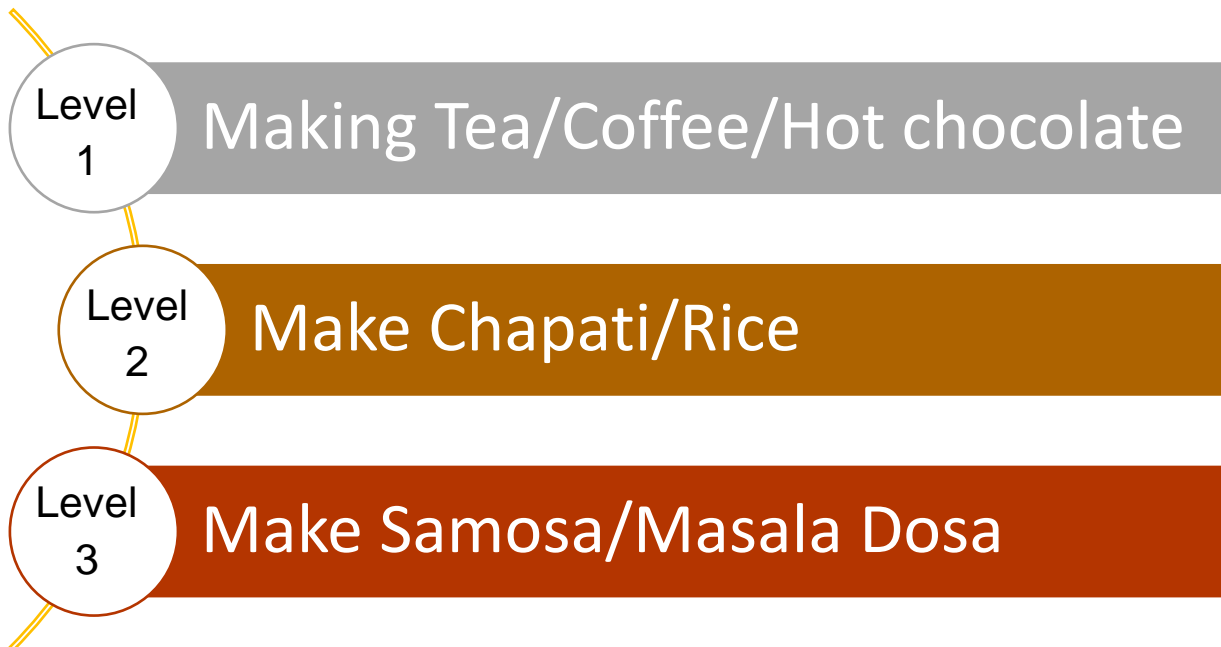 Level
1
Making Tea/Coffee/Hot chocolate
Level
2
Make Chapati/Rice
Level
3
Make Samosa/Masala Dosa